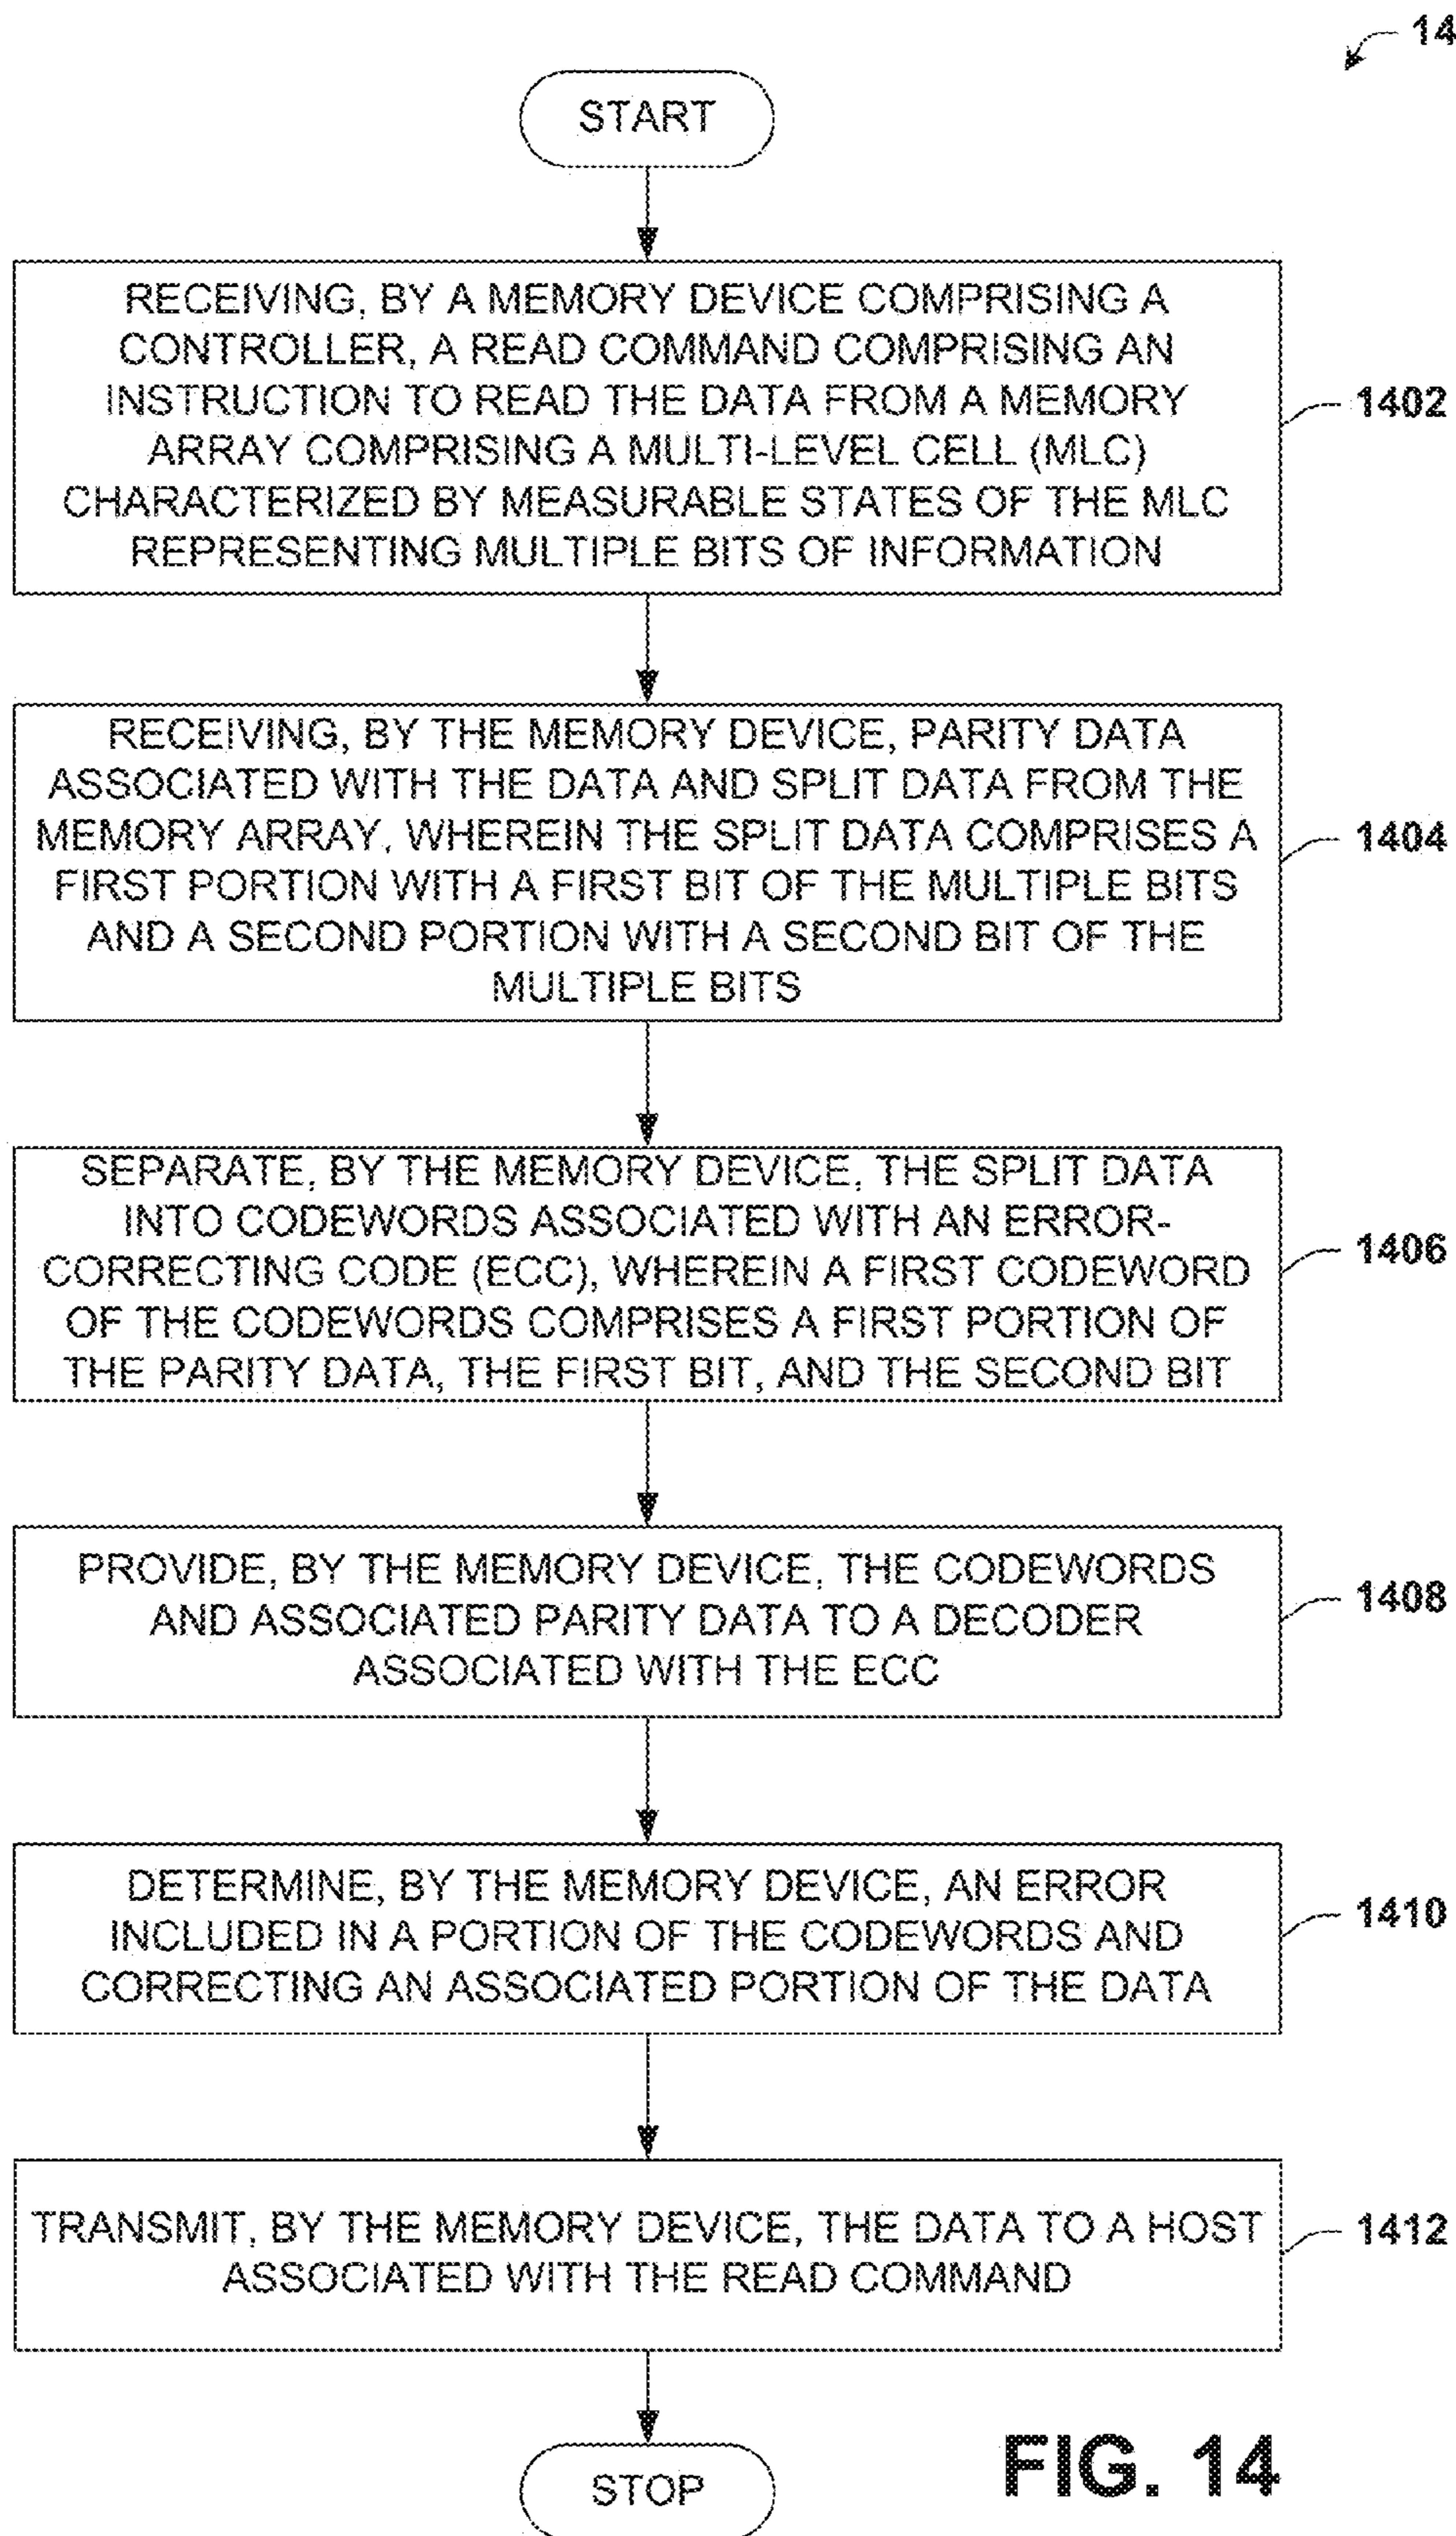 14
START
RECEIVING, BY A MEMORY DEVICE COMPRISING A
CONTROLLER, A READ COMMAND COMPRISING AN
INSTRUCTION TO READ THE DATA FROM A MEMORY
ARRAY COMPRISING A MULTI-LEVEL CELL (MLC)
CHARACTERIZED BY MEASURABLE STATES OF THE MLC
REPRESENTING MULTIPLE BITS OF INFORMATION
1402
RECEIVING, BY THE MEMORY DEVICE, PARITY DATA
ASSOCIATED WITH THE DATA AND SPLIT DATA FROM THE
MEMORY ARRAY, WHEREIN THE SPLIT DATA COMPRISES A
FIRST PORTION WITH A FIRST BIT OF THE MULTIPLE BITS
AND A SECOND PORTION WITH A SECOND BIT OF THE
MULTIPLE BITS
1404
SEPARATE, BY THE MEMORY DEVICE, THE SPLIT DATA
INTO CODEWORDS ASSOCIATED WITH AN ERROR-
CORRECTING CODE (ECC), WHEREIN A FIRST CODEWORD
OF THE CODEWORDS COMPRISES A FIRST PORTION OF
THE PARITY DATA, THE FIRST BIT, AND THE SECOND BIT
1406
PROVIDE, BY THE MEMORY DEVICE, THE CODEWORDS
AND ASSOCIATED PARITY DATA TO A DECODER
ASSOCIATED WITH THE ECC
1408
DETERMINE, BY THE MEMORY DEVICE, AN ERROR
INCLUDED IN A PORTION OF THE CODEWORDS AND
CORRECTING AN ASSOCIATED PORTION OF THE DATA
1410
TRANSMIT, BY THE MEMORY DEVICE, THE DATA TO A HOST
ASSOCIATED WITH THE READ COMMAND
1412
STOP
FIG. 14